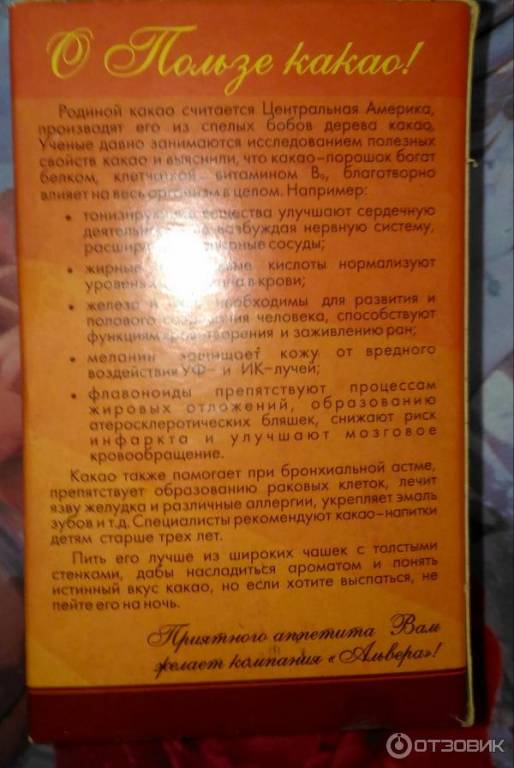 О Пользе какао!
Родиной какао считается Центральная Америка,
производят его из спелых бобов дерева какао.
Ученые давно занимаются исследованием полезных
свойств какао и выяснили, что какао-порошок богат
белком, клетчаткой витамином В₉, благотворно
влияет на весь организм в целом. Например:
• тонизирующие вещества улучшают сердечную
возбуждая нервную систему,
сосуды;
• жирные кислоты нормализуют
уровень в крови;
• железо и необходимы для развития и
полового человека, способствуют
функциям кроветворения и заживлению ран;
• меланин защищает кожу от вредного
воздействия УФ- и ИК-лучей;
• флавоноиды препятствуют процессам
жировых отложений, образованию
атеросклеротических бляшек, снижают риск
инфаркта и улучшают мозговое
кровообращение.
Какао также помогает при бронхиальной астме,
препятствует образованию раковых клеток, лечит
язву желудка и различные аллергии, укрепляет эмаль
зубов и т.д. Специалисты рекомендуют какао-напитки
детям старше трех лет.
Пить его лучше из широких чашек с толстыми
стенками, дабы насладиться ароматом и понять
истинный вкус какао, но если хотите выспаться, не
пейте его на ночь.
Приятного аппетита Вам
желает компания «Альвера»!
ОТЗОВИК